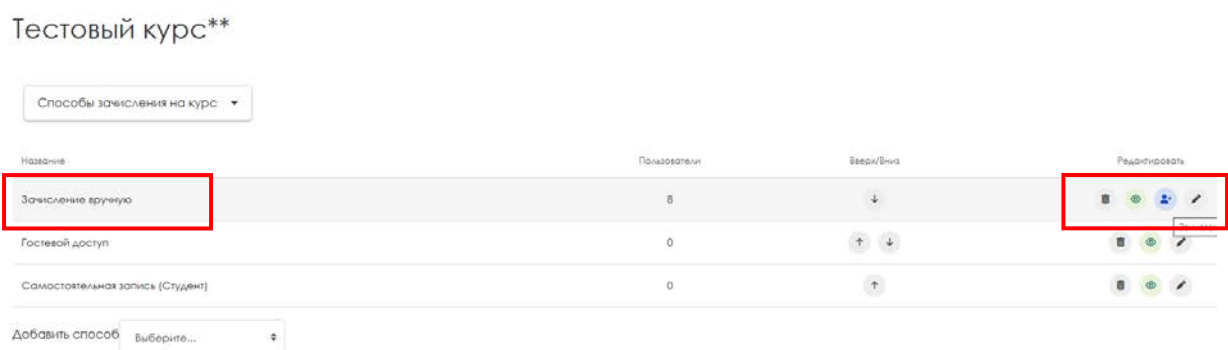 Тестовый курс**
Способы зачисления на курс
Название Пользователи Вверх/Вниз Редактировать
Зачисление вручную 8
Гостевой доступ 0
Самостоятельная запись (Студент) 0
Добавить способ Выберите...